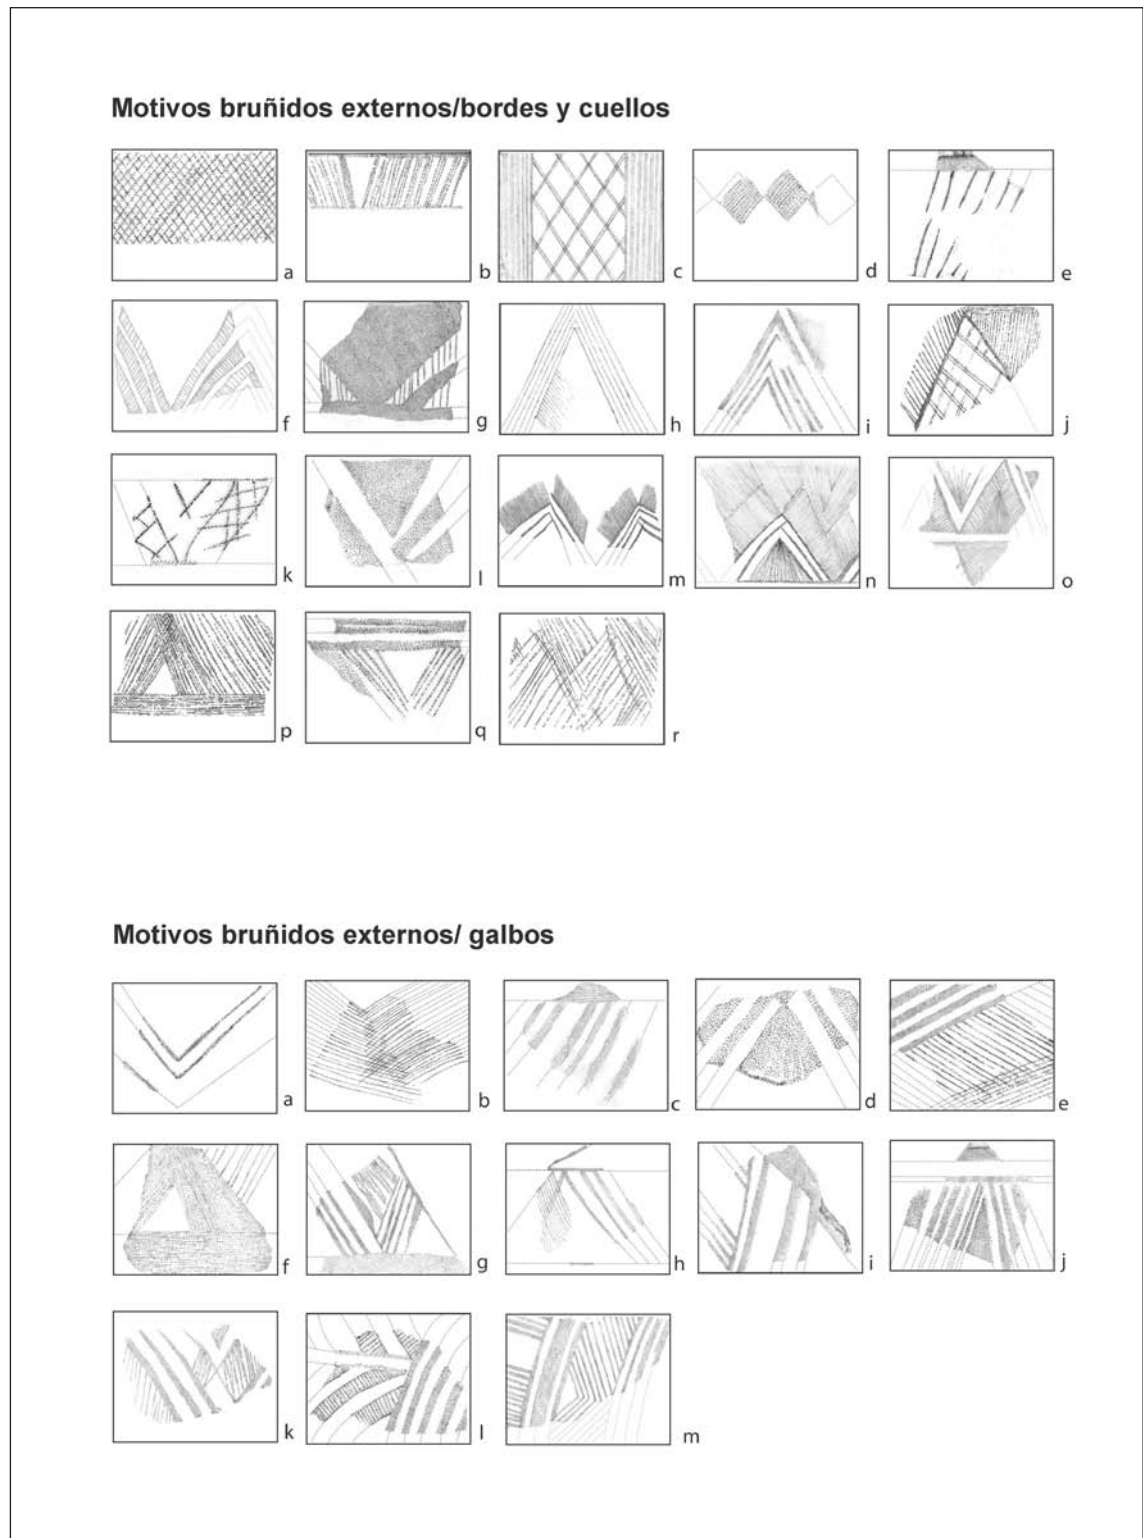 Motivos bruñidos externos/bordes y cuellos
a b c d e
f g h i j
k l m n o
p q r
Motivos bruñidos externos/ galbos
a b c d e
f g h i j
k l m